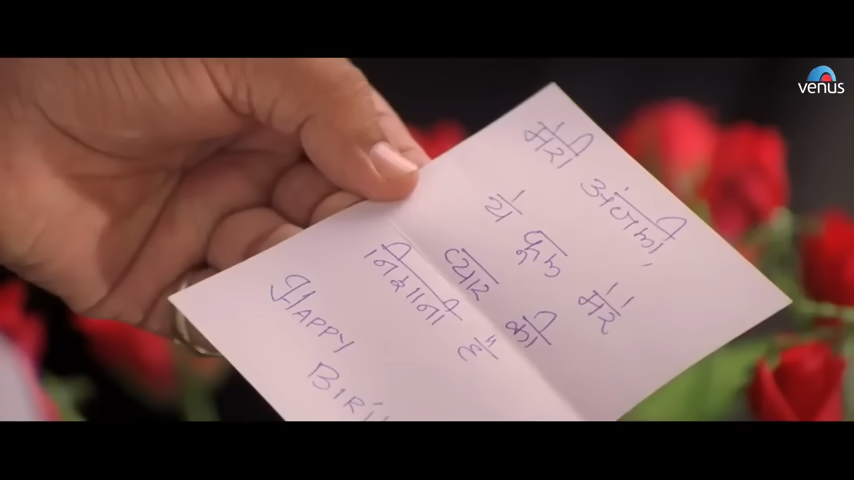 venus
मेरी अंजली,
ये फूल मेरे
प्यार की
निशानी है
HAPPY